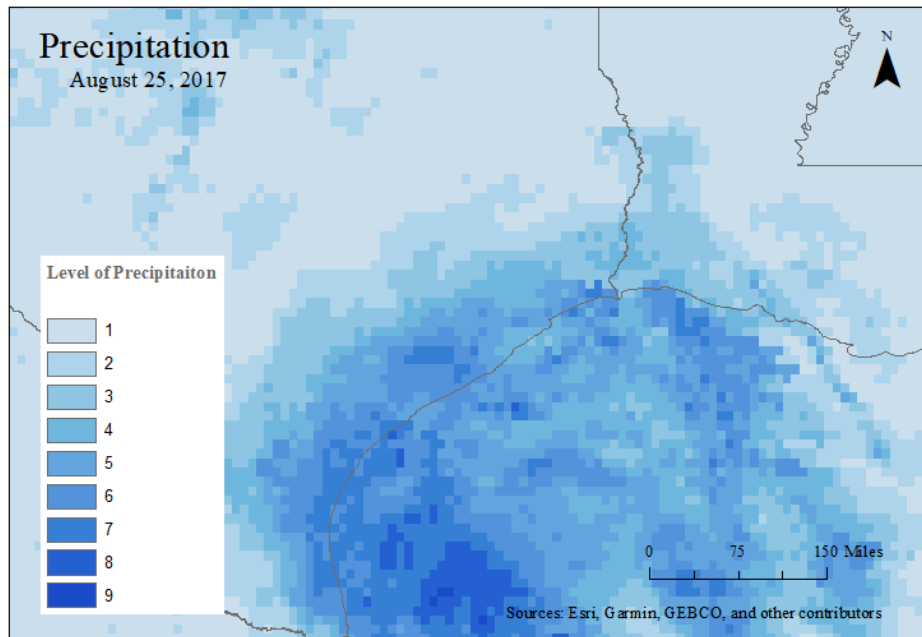 Precipitation
August 25, 2017
N
Level of Precipitaiton
1
2
3
4
5
6
7
8
9
0 75 150 Miles
Sources: Esri, Garmin, GEBCO, and other contributors